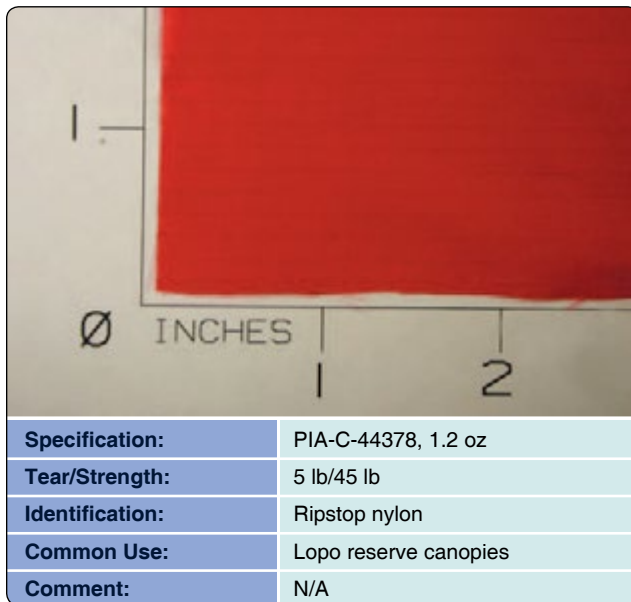 1
Ø INCHES
1 2
Specification: PIA-C-44378, 1.2 oz
Tear/Strength: 5 lb/45 lb
Identification: Ripstop nylon
Common Use: Lopo reserve canopies
Comment: N/A